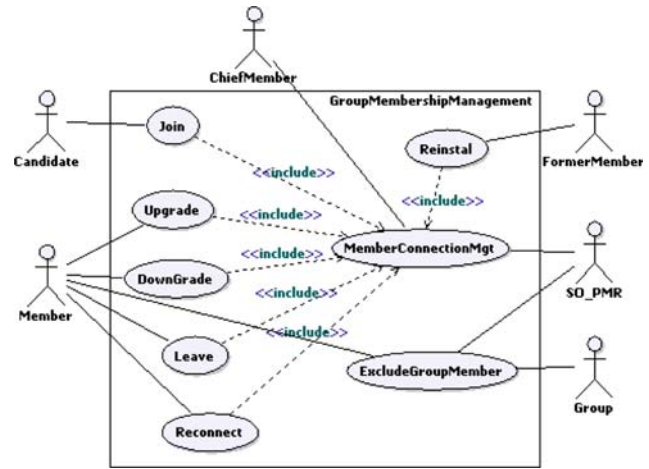 ChiefMember
GroupMembershipManagement
Join
Reinstal
Candidate
FormerMember
<<include>>
Upgrade
<<include>>
<<include>>
MemberConnectionMgt
<<include>>
DownGrade
SO_PMR
Member
<<include>>
<<include>>
Leave
ExcludeGroupMember
Group
Reconnect